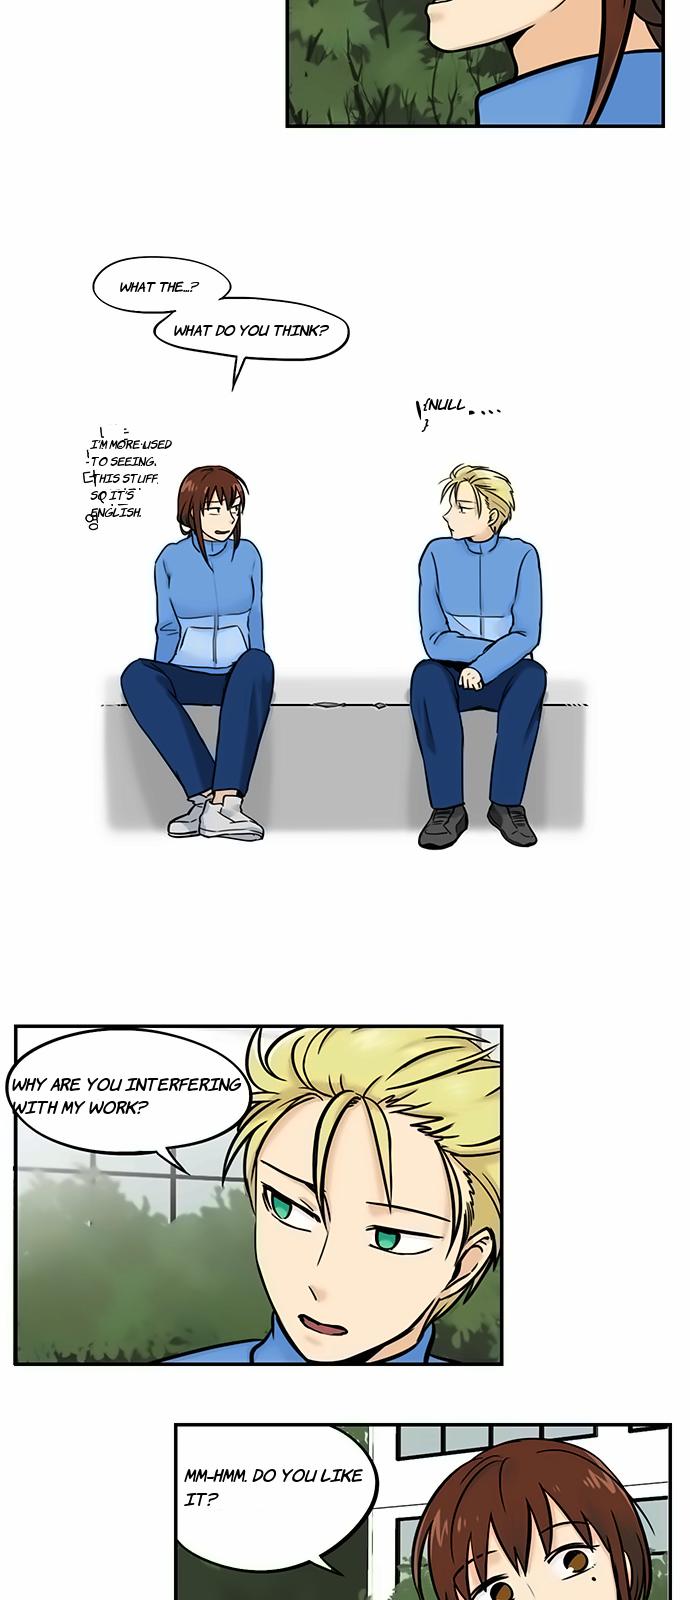 WHAT THE...?
WHAT DO YOU THINK?
{NULL ....
}
I'M MORE USED
TO SEEING.
THIS STUFF.
SO IT'S
ENGLISH.
WHY ARE YOU INTERFERING
WITH MY WORK?
MM-HMM. DO YOU LIKE
IT?